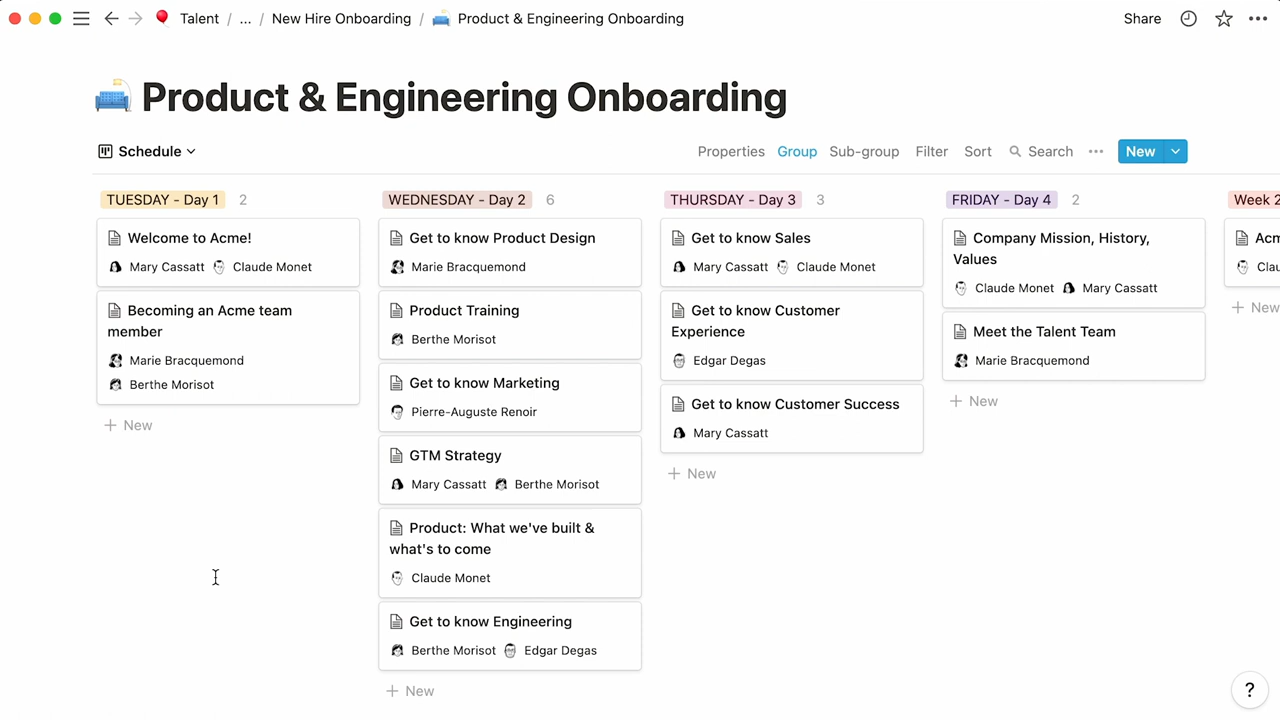 Talent / ... / New Hire Onboarding / Product & Engineering Onboarding
Share
Product & Engineering Onboarding
Schedule
Properties Group Sub-group Filter Sort Search ... New
TUESDAY - Day 1 2
Welcome to Acme!
Mary Cassatt Claude Monet
Becoming an Acme team
member
Marie Bracquemond
Berthe Morisot
+ New
WEDNESDAY - Day 2 6
Get to know Product Design
Marie Bracquemond
Product Training
Berthe Morisot
Get to know Marketing
Pierre-Auguste Renoir
GTM Strategy
Mary Cassatt Berthe Morisot
Product: What we've built &
what's to come
Claude Monet
Get to know Engineering
Berthe Morisot Edgar Degas
+ New
THURSDAY - Day 3 3
Get to know Sales
Mary Cassatt Claude Monet
Get to know Customer
Experience
Edgar Degas
Get to know Customer Success
Mary Cassatt
+ New
FRIDAY - Day 4 2
Company Mission, History,
Values
Claude Monet Mary Cassatt
Meet the Talent Team
Marie Bracquemond
+ New
Week 2
Acm
Clau
+ New
?